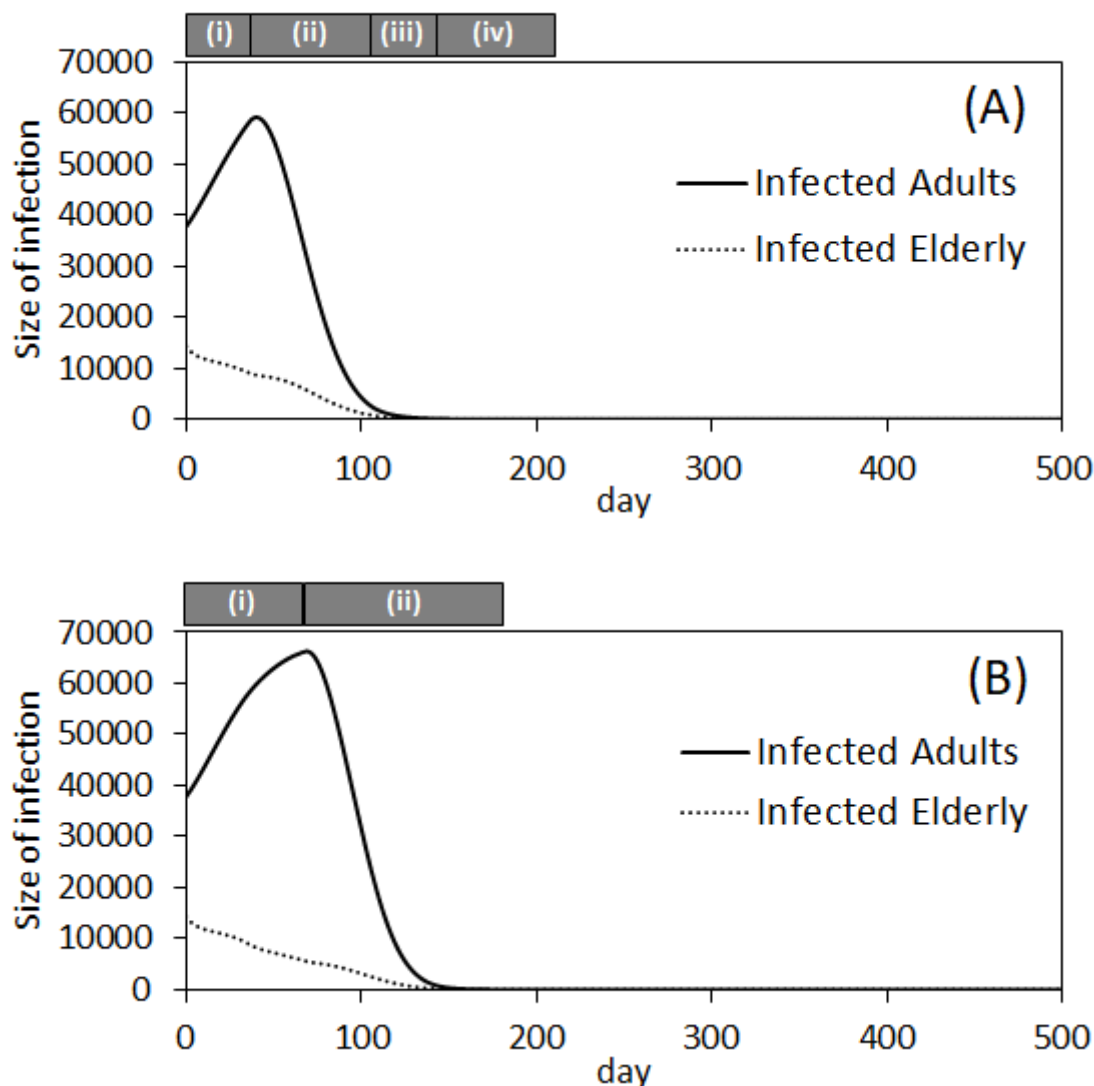 (i) (ii) (iii) (iv)
70000
60000
50000
40000
30000
20000
10000
0
Size of infection
(A)
Infected Adults
Infected Elderly
0 100 200 300 400 500
day
(i) (ii)
70000
60000
50000
40000
30000
20000
10000
0
Size of infection
(B)
Infected Adults
Infected Elderly
0 100 200 300 400 500
day